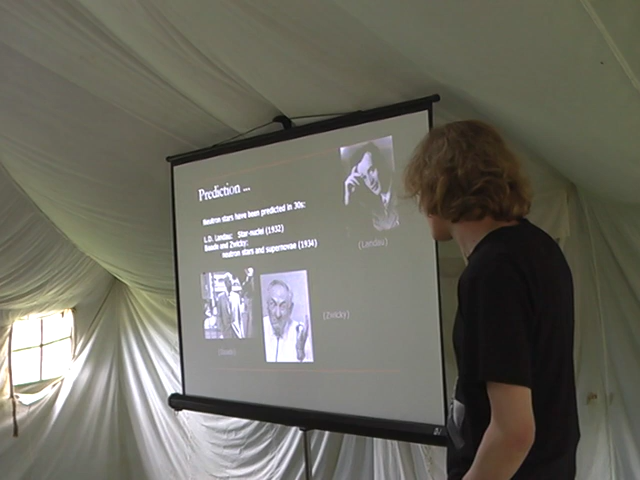 Prediction ...
Neutron stars have been predicted in 30s:
L.D. Landau: Star-nuclei (1932)
Baade and Zwicky:
neutron stars and supernovae (1934)
(Landau)
(Zwicky)
(Baade)